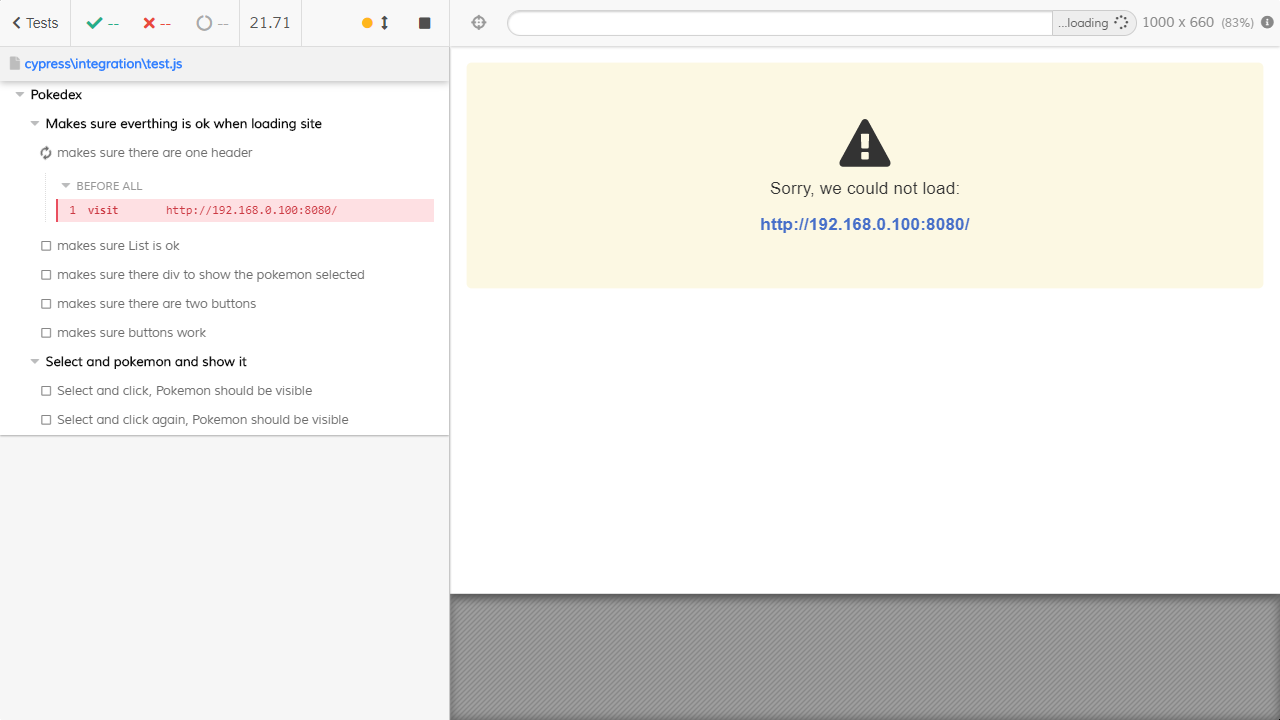 Tests -- -- -- 21.71
...loading 1000 x 660 (83%)
cypress\integration\test.js
Pokedex
Makes sure everthing is ok when loading site
makes sure there are one header
BEFORE ALL
1 visit http://192.168.0.100:8080/
makes sure List is ok
makes sure there div to show the pokemon selected
makes sure there are two buttons
makes sure buttons work
Select and pokemon and show it
Select and click, Pokemon should be visible
Select and click again, Pokemon should be visible
Sorry, we could not load:
http://192.168.0.100:8080/